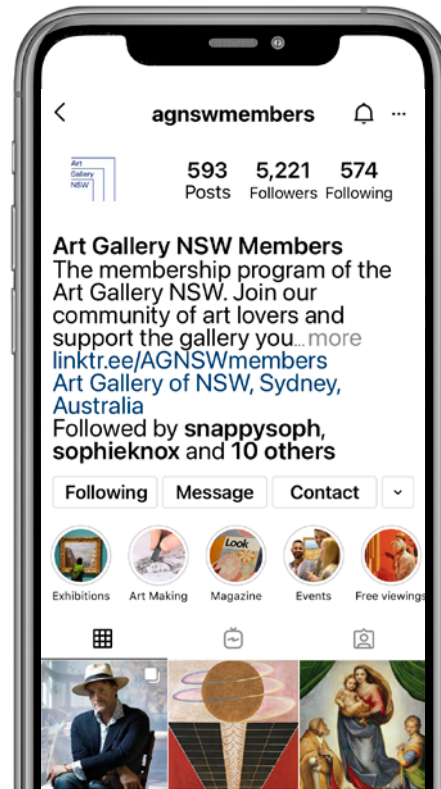 agnswmembers
Art
Gallery
NSW
593 5,221 574
Posts Followers Following
Art Gallery NSW Members
The membership program of the
Art Gallery NSW. Join our
community of art lovers and
support the gallery you... more
linktr.ee/AGNSWmembers
Art Gallery of NSW, Sydney,
Australia
Followed by snappysoph,
sophieknox and 10 others
Following Message Contact
Look
Exhibitions Art Making Magazine Events Free viewings